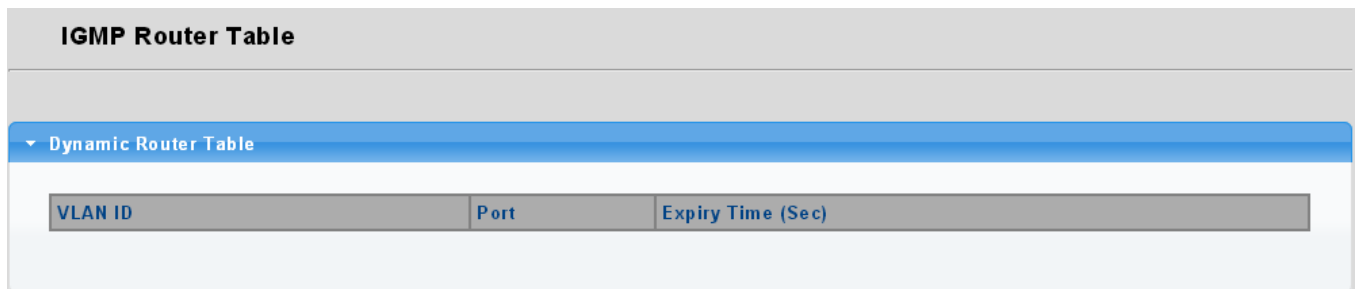 IGMP Router Table
Dynamic Router Table
VLAN ID Port Expiry Time (Sec)